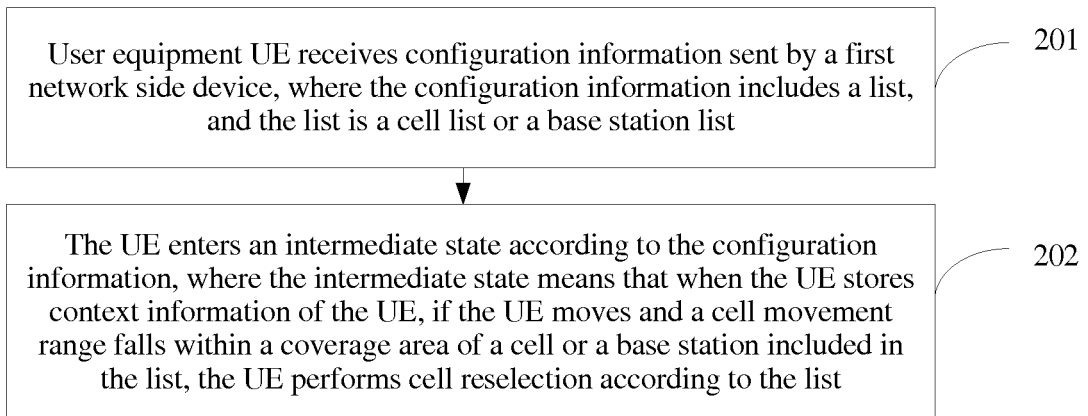 User equipment UE receives configuration information sent by a first
network side device, where the configuration information includes a list,
and the list is a cell list or a base station list
201
The UE enters an intermediate state according to the configuration
information, where the intermediate state means that when the UE stores
context information of the UE, if the UE moves and a cell movement
range falls within a coverage area of a cell or a base station included in
the list, the UE performs cell reselection according to the list
202